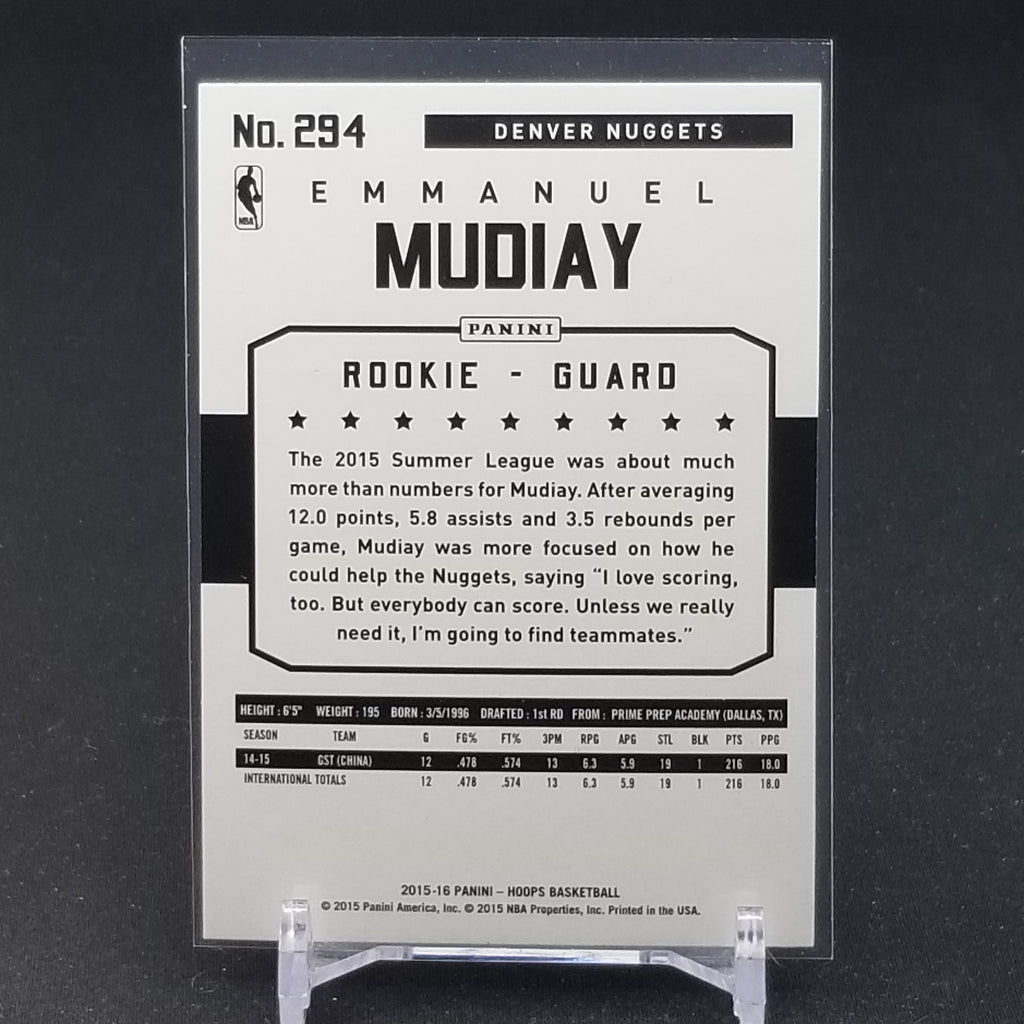 No. 294
DENVER NUGGETS
NBA
EMMANUEL
MUDIAY
PANINI
ROOKIE - GUARD
The 2015 Summer League was about much
more than numbers for Mudiay. After averaging
12.0 points, 5.8 assists and 3.5 rebounds per
game, Mudiay was more focused on how he
could help the Nuggets, saying “I love scoring,
too. But everybody can score. Unless we really
need it, I’m going to find teammates.”
HEIGHT : 6'5" WEIGHT : 195 BORN : 3/5/1996 DRAFTED : 1st RD FROM : PRIME PREP ACADEMY (DALLAS, TX)
SEASON TEAM G FG% FT% 3PM RPG APG STL BLK PTS PPG
14-15 GST (CHINA) 12 .478 .574 13 6.3 5.9 19 1 216 18.0
INTERNATIONAL TOTALS 12 .478 .574 13 6.3 5.9 19 1 216 18.0
2015-16 PANINI – HOOPS BASKETBALL
© 2015 Panini America, Inc. © 2015 NBA Properties, Inc. Printed in the USA.